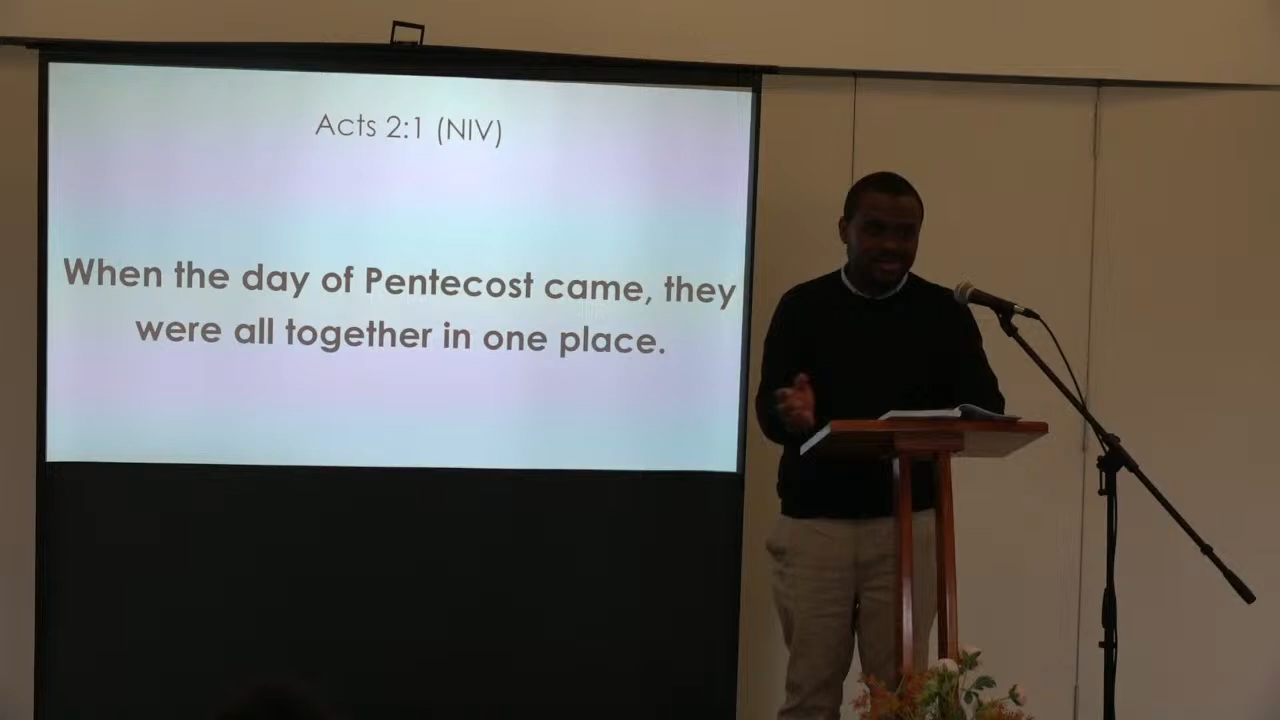 Acts 2:1 (NIV)
When the day of Pentecost came, they
were all together in one place.